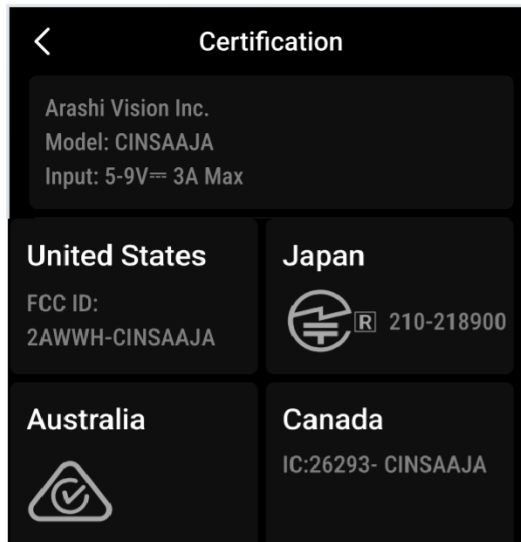 Certification
Arashi Vision Inc.
Model: CINSAAJA
Input: 5-9V⎓ 3A Max
United States
FCC ID:
2AWWH-CINSAAJA
Japan
R 210-218900
Australia
Canada
IC:26293- CINSAAJA